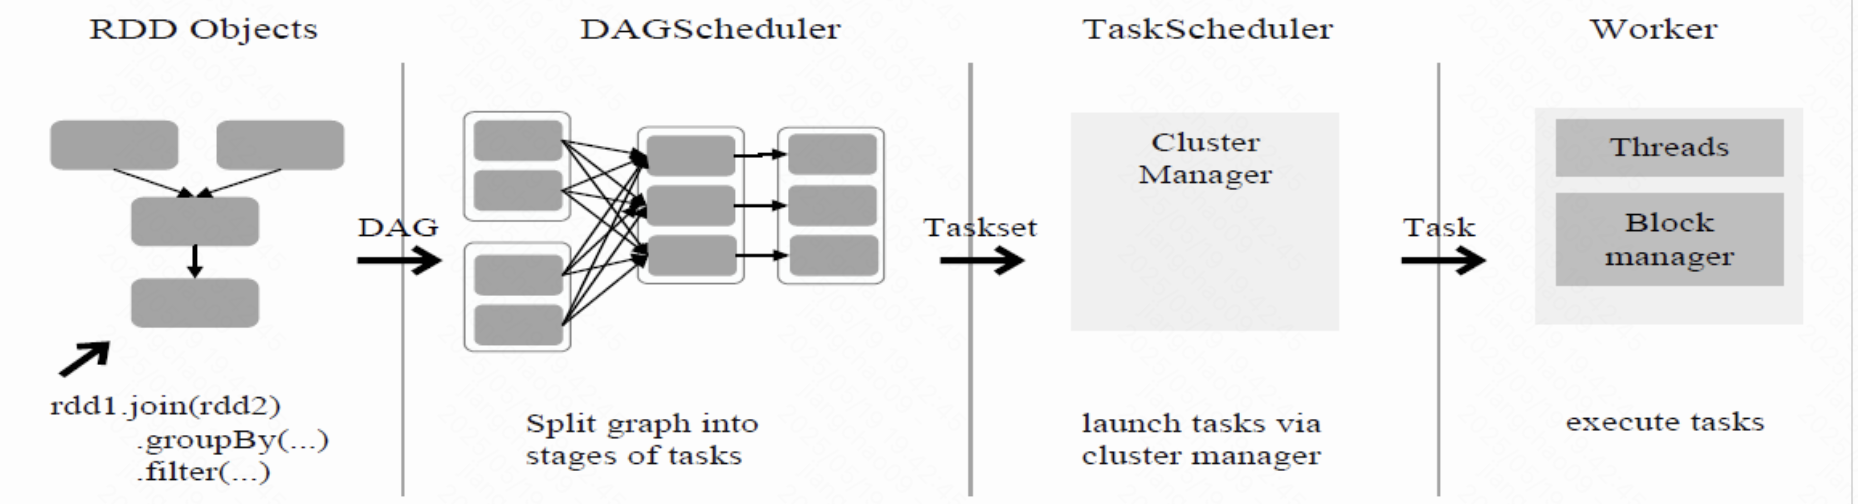 RDD Objects
DAGScheduler
TaskScheduler
Worker
Cluster
Manager
Threads
Block
manager
DAG
Taskset
Task
rdd1.join(rdd2)
.groupBy(...)
.filter(...)
Split graph into
stages of tasks
launch tasks via
cluster manager
execute tasks